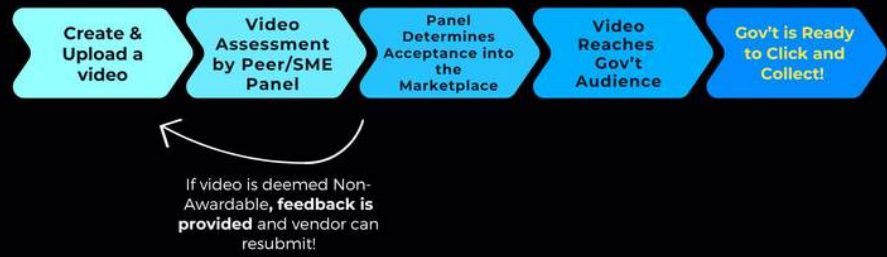 Create &
Upload a
video
Video
Assessment
by Peer/SME
Panel
Panel
Determines
Acceptance into
the
Marketplace
Video
Reaches
Gov't
Audience
Gov't is Ready
to Click and
Collect!
If video is deemed Non-
Awardable, feedback is
provided and vendor can
resubmit!